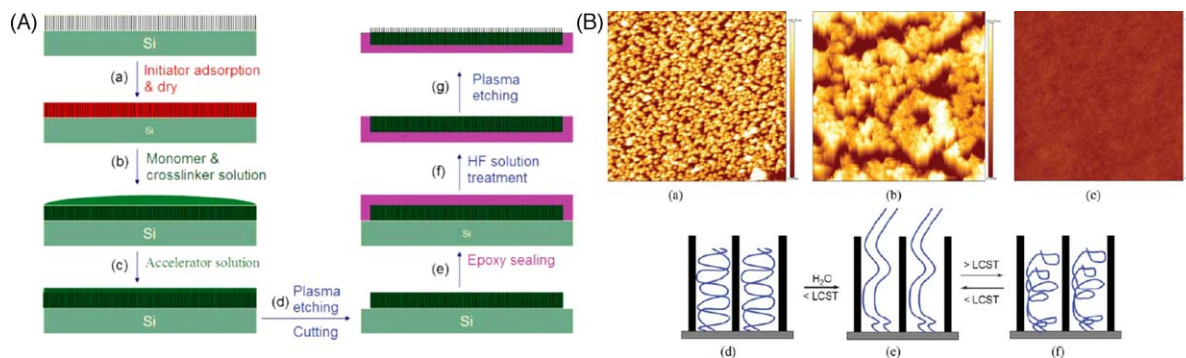 (A)
Si
(a)
Initiator adsorption
& dry
Si
(b)
Monomer &
crosslinker solution
Si
(c)
Accelerator solution
Si
(d)
Plasma
etching
Cutting
Si
(e)
Epoxy sealing
Si
(f)
HF solution
treatment
(g)
Plasma
etching
(B)
(a)
(b)
(c)
H₂O
< LCST
> LCST
< LCST
(d)
(e)
(f)